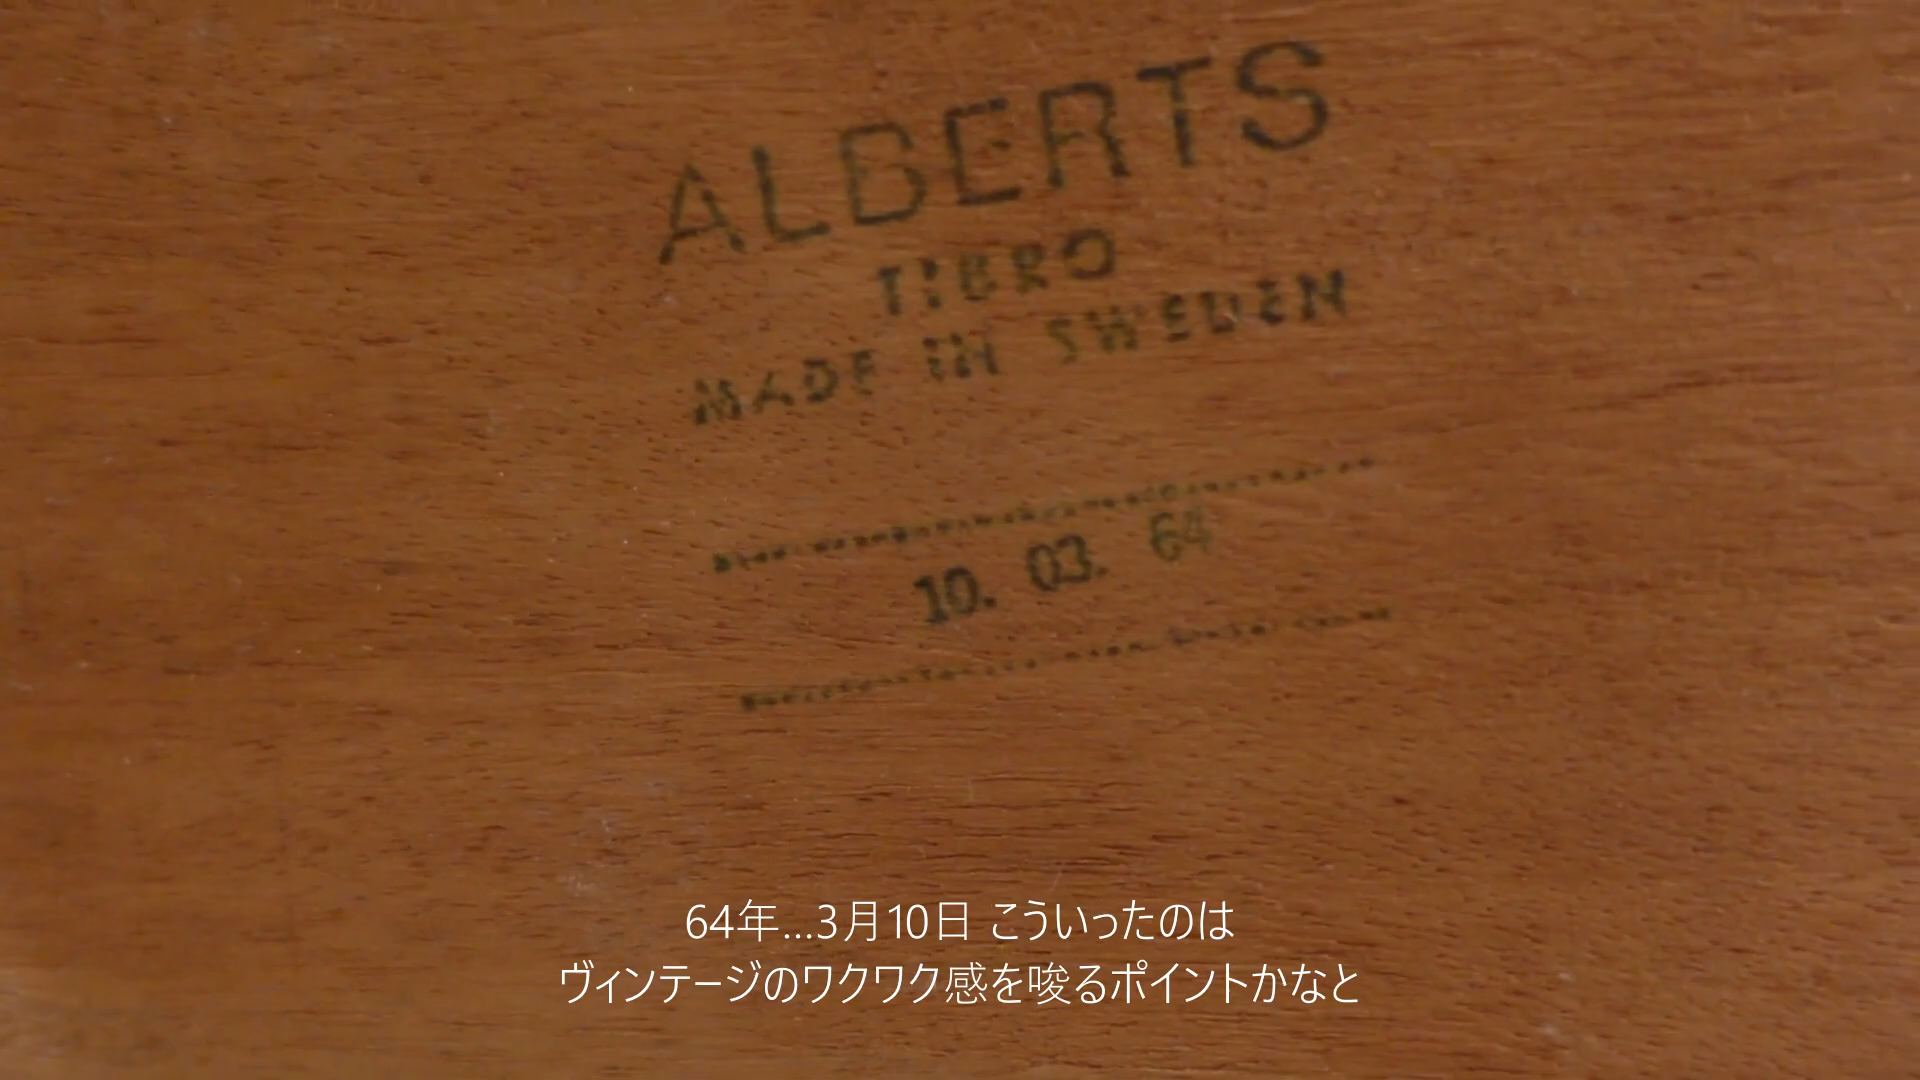 ALBERTS
TIBRO
MADE IN SWEDEN
10. 03. 64
64年...3月10日 こういったのは
ヴィンテージのワクワク感を唆るポイントかなと